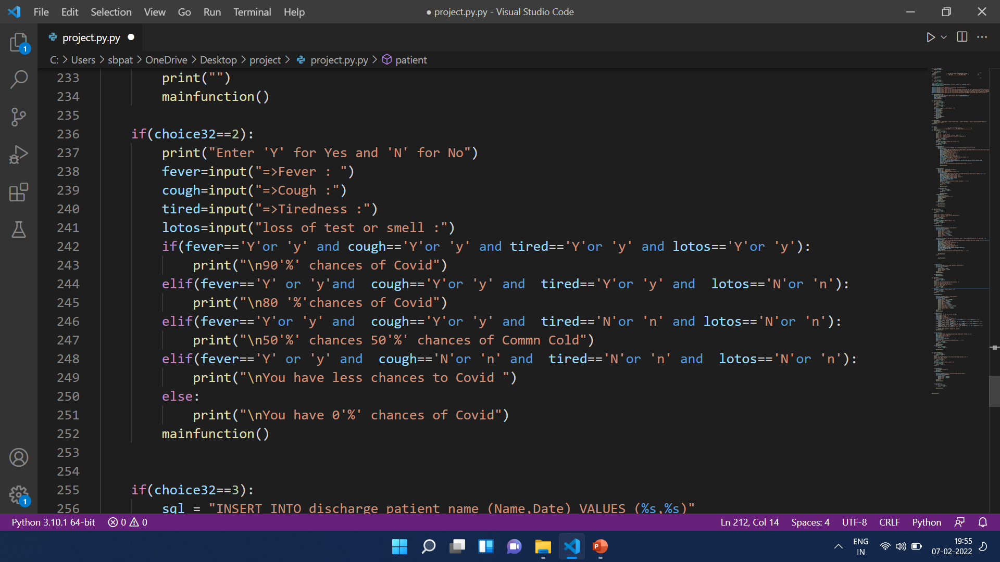 File Edit Selection View Go Run Terminal Help
● project.py.py - Visual Studio Code
project.py.py ●
1
C: > Users > sbpat > OneDrive > Desktop > project > project.py.py > patient
233 print("")
234 mainfunction()
235
236 if(choice32==2):
237 print("Enter 'Y' for Yes and 'N' for No")
238 fever=input("=>Fever : ")
239 cough=input("=>Cough :")
240 tired=input("=>Tiredness :")
241 lotos=input("loss of test or smell :")
242 if(fever=='Y'or 'y' and cough=='Y'or 'y' and tired=='Y'or 'y' and lotos=='Y'or 'y'):
243 print("\n90'%' chances of Covid")
244 elif(fever=='Y' or 'y'and  cough=='Y'or 'y' and  tired=='Y'or 'y' and  lotos=='N'or 'n'):
245 print("\n80 '%'chances of Covid")
246 elif(fever=='Y'or 'y' and  cough=='Y'or 'y' and  tired=='N'or 'n' and lotos=='N'or 'n'):
247 print("\n50'%' chances 50'%' chances of Commn Cold")
248 elif(fever=='Y' or 'y' and  cough=='N'or 'n' and  tired=='N'or 'n' and  lotos=='N'or 'n'):
249 print("\nYou have less chances to Covid ")
250 else:
251 print("\nYou have 0'%' chances of Covid")
252 mainfunction()
253
254
255 if(choice32==3):
256 sql = "INSERT INTO discharge_patient_name (Name,Date) VALUES (%s,%s)"
1
Python 3.10.1 64-bit 0 0 Ln 212, Col 14 Spaces: 4 UTF-8 CRLF Python
ENG 19:55
IN 07-02-2022